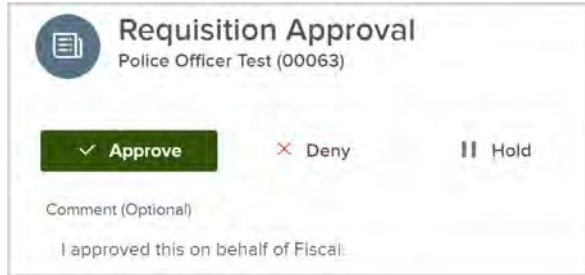 Requisition Approval
Police Officer Test (00063)
Approve Deny Hold
Comment (Optional)
I approved this on behalf of Fiscal.